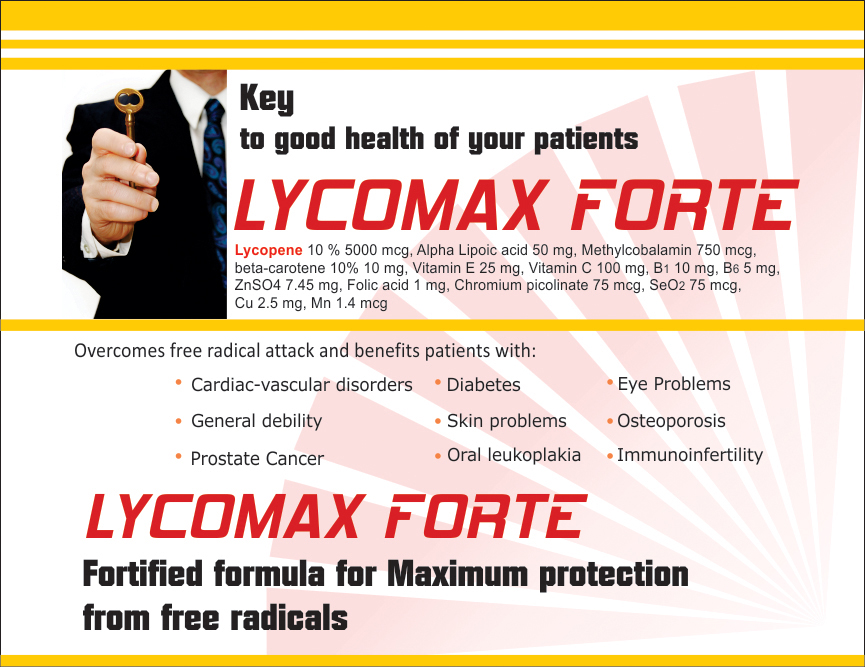 Key
to good health of your patients
LYCOMAX FORTE
Lycopene 10 % 5000 mcg, Alpha Lipoic acid 50 mg, Methylcobalamin 750 mcg,
beta-carotene 10% 10 mg, Vitamin E 25 mg, Vitamin C 100 mg, B1 10 mg, B6 5 mg,
ZnSO4 7.45 mg, Folic acid 1 mg, Chromium picolinate 75 mcg, SeO2 75 mcg,
Cu 2.5 mg, Mn 1.4 mcg
Overcomes free radical attack and benefits patients with:
• Cardiac-vascular disorders • Diabetes • Eye Problems
• General debility • Skin problems • Osteoporosis
• Prostate Cancer • Oral leukoplakia • Immunoinfertility
LYCOMAX FORTE
Fortified formula for Maximum protection
from free radicals